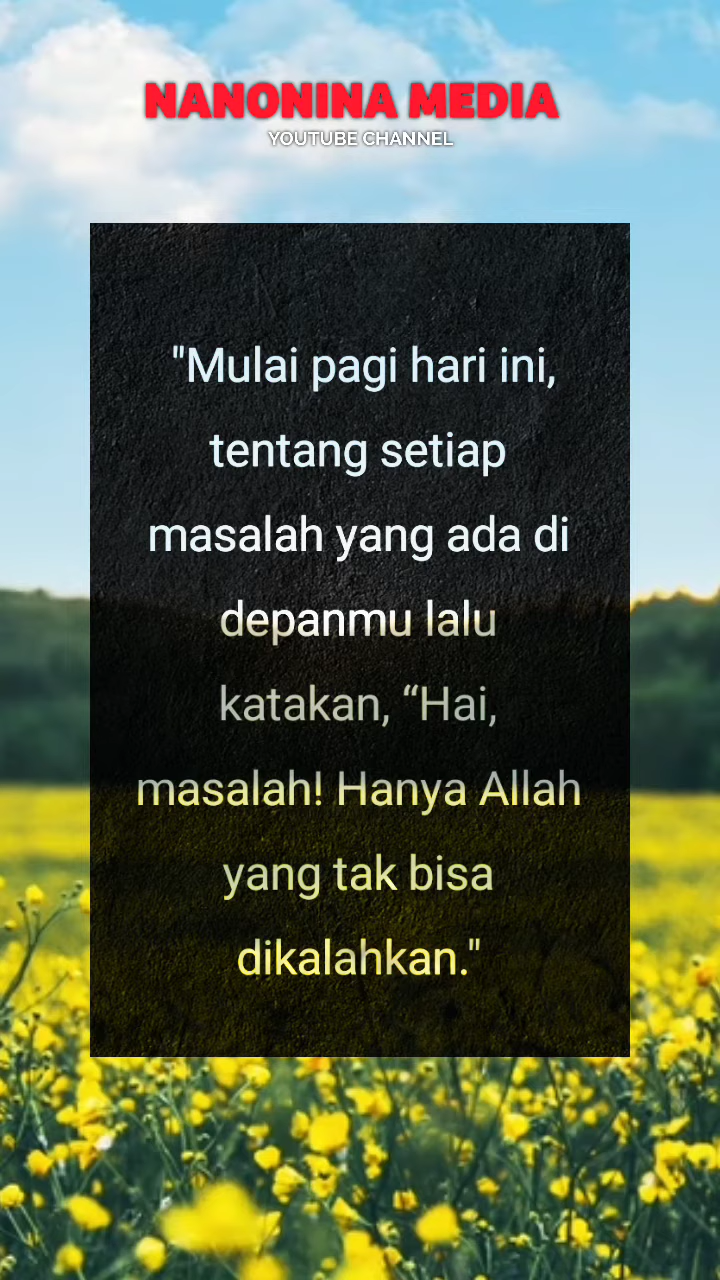 NANONINA MEDIA
YOUTUBE CHANNEL
"Mulai pagi hari ini,
tentang setiap
masalah yang ada di
depanmu lalu
katakan, “Hai,
masalah! Hanya Allah
yang tak bisa
dikalahkan."